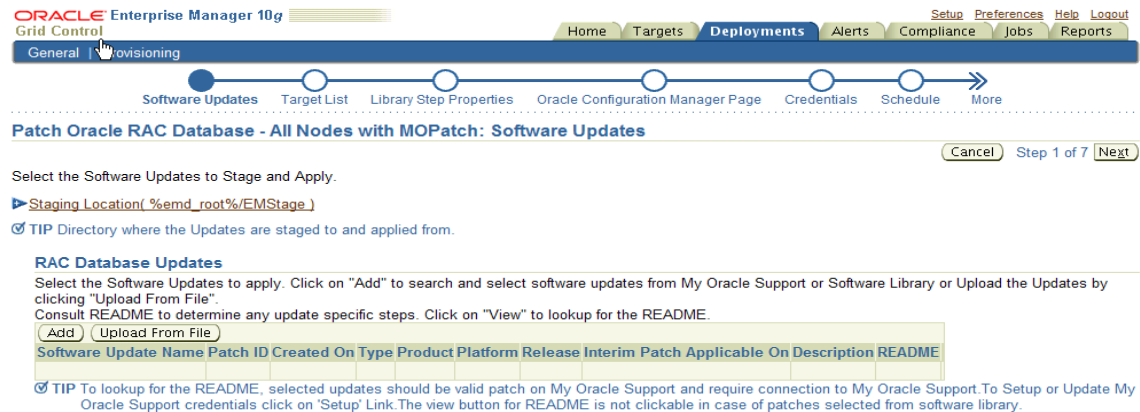 ORACLE Enterprise Manager 10g
Grid Control
Setup Preferences Help Logout
Home Targets Deployments Alerts Compliance Jobs Reports
General | Provisioning
Software Updates Target List Library Step Properties Oracle Configuration Manager Page Credentials Schedule More
Patch Oracle RAC Database - All Nodes with MOPatch: Software Updates
Cancel Step 1 of 7 Next
Select the Software Updates to Stage and Apply.
Staging Location( %emd_root%/EMStage )
TIP Directory where the Updates are staged to and applied from.
RAC Database Updates
Select the Software Updates to apply. Click on "Add" to search and select software updates from My Oracle Support or Software Library or Upload the Updates by
clicking "Upload From File".
Consult README to determine any update specific steps. Click on "View" to lookup for the README.
Add Upload From File
Software Update Name Patch ID Created On Type Product Platform Release Interim Patch Applicable On Description README
TIP To lookup for the README, selected updates should be valid patch on My Oracle Support and require connection to My Oracle Support.To Setup or Update My
Oracle Support credentials click on 'Setup' Link.The view button for README is not clickable in case of patches selected from software library.